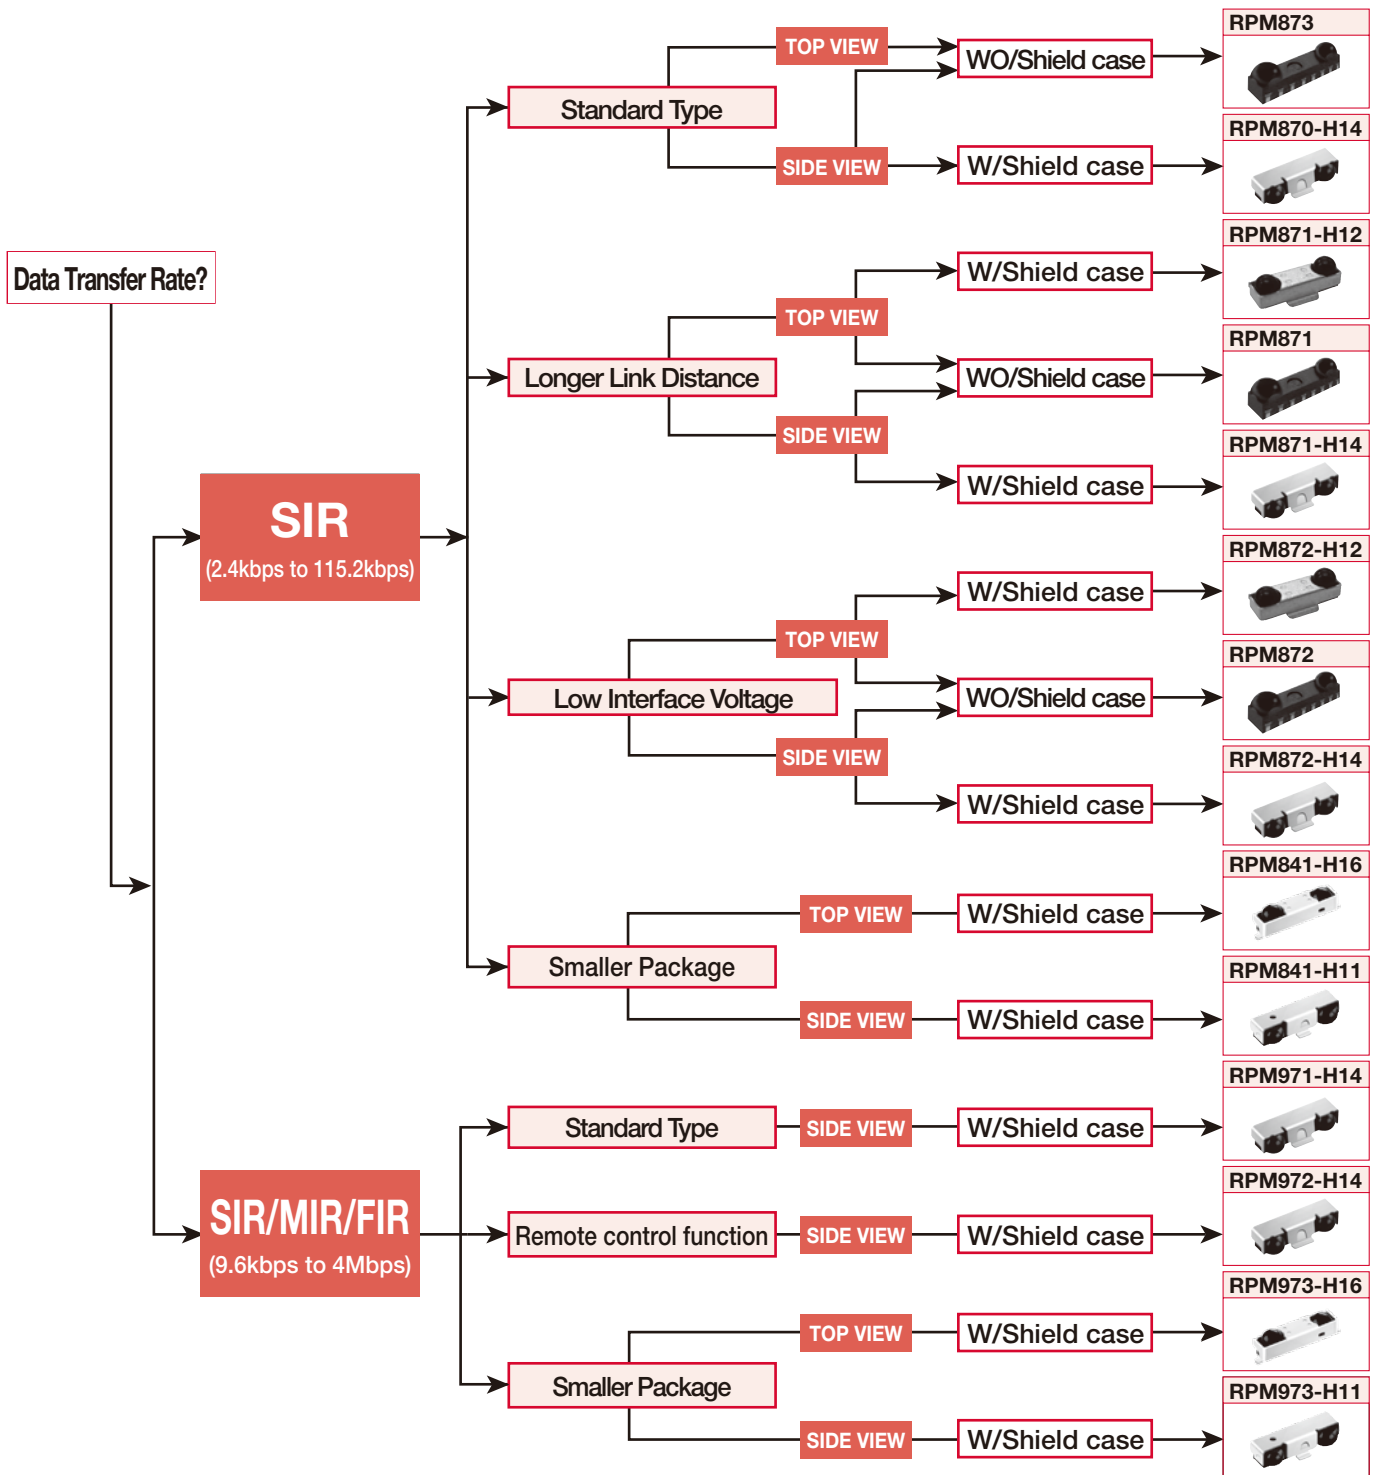 Data Transfer Rate?
SIR
(2.4kbps to 115.2kbps)
Standard Type
TOP VIEW
WO/Shield case
RPM873
SIDE VIEW
W/Shield case
RPM870-H14
Longer Link Distance
TOP VIEW
W/Shield case
RPM871-H12
WO/Shield case
RPM871
SIDE VIEW
W/Shield case
RPM871-H14
Low Interface Voltage
TOP VIEW
W/Shield case
RPM872-H12
WO/Shield case
RPM872
SIDE VIEW
W/Shield case
RPM872-H14
Smaller Package
TOP VIEW
W/Shield case
RPM841-H16
SIDE VIEW
W/Shield case
RPM841-H11
SIR/MIR/FIR
(9.6kbps to 4Mbps)
Standard Type
SIDE VIEW
W/Shield case
RPM971-H14
Remote control function
SIDE VIEW
W/Shield case
RPM972-H14
Smaller Package
TOP VIEW
W/Shield case
RPM973-H16
SIDE VIEW
W/Shield case
RPM973-H11